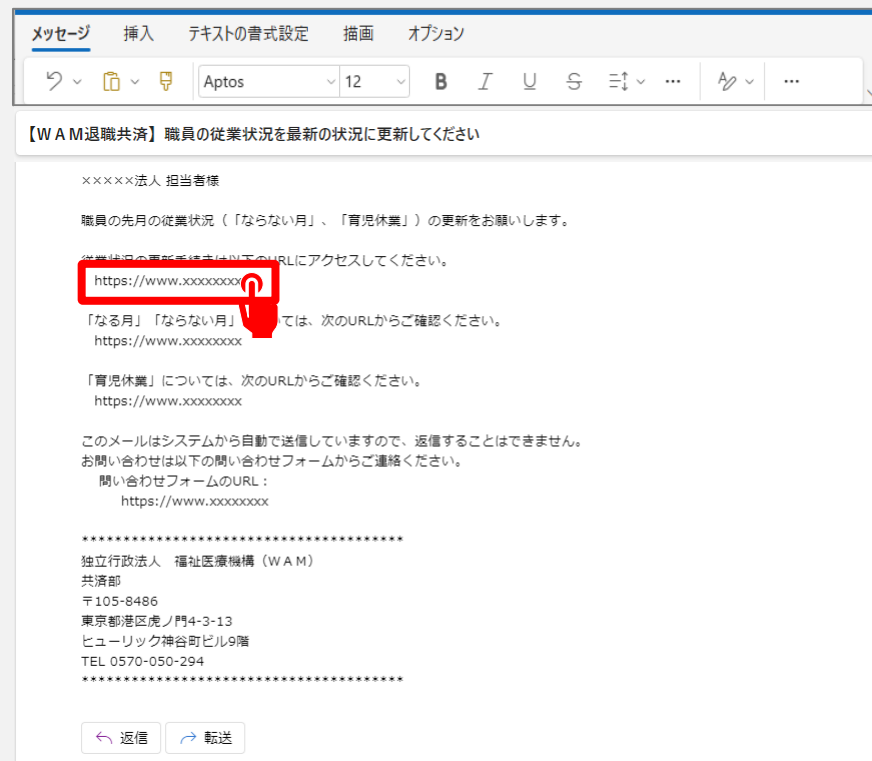 メッセージ 挿入 テキストの書式設定 描画 オプション
Aptos 12 B I U S
【ＷＡＭ退職共済】職員の従業状況を最新の状況に更新してください
×××××法人 担当者様
職員の先月の従業状況（「ならない月」、「育児休業」）の更新をお願いします。
従業状況の更新手続きは以下のURLにアクセスしてください。
https://www.xxxxxxxx
「なる月」「ならない月」ついては、次のURLからご確認ください。
https://www.xxxxxxxx
「育児休業」については、次のURLからご確認ください。
https://www.xxxxxxxx
このメールはシステムから自動で送信していますので、返信することはできません。
お問い合わせは以下の問い合わせフォームからご連絡ください。
問い合わせフォームのURL：
https://www.xxxxxxxx
***************************************
独立行政法人　福祉医療機構（ＷＡＭ）
共済部
〒105-8486
東京都港区虎ノ門4-3-13
ヒューリック神谷町ビル9階
TEL 0570-050-294
***************************************
返信 転送